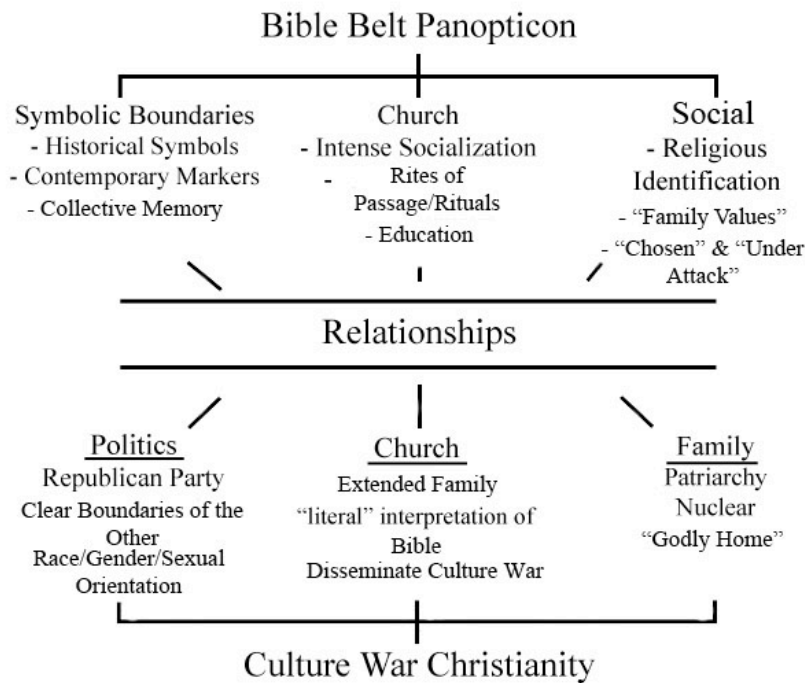 Bible Belt Panopticon
Symbolic Boundaries
- Historical Symbols
- Contemporary Markers
- Collective Memory
Church
- Intense Socialization
- Rites of
Passage/Rituals
- Education
Social
- Religious
Identification
- “Family Values”
- “Chosen” & “Under
Attack”
Relationships
Politics
Republican Party
Clear Boundaries of the
Other
Race/Gender/Sexual
Orientation
Church
Extended Family
“literal” interpretation of
Bible
Disseminate Culture War
Family
Patriarchy
Nuclear
“Godly Home”
Culture War Christianity